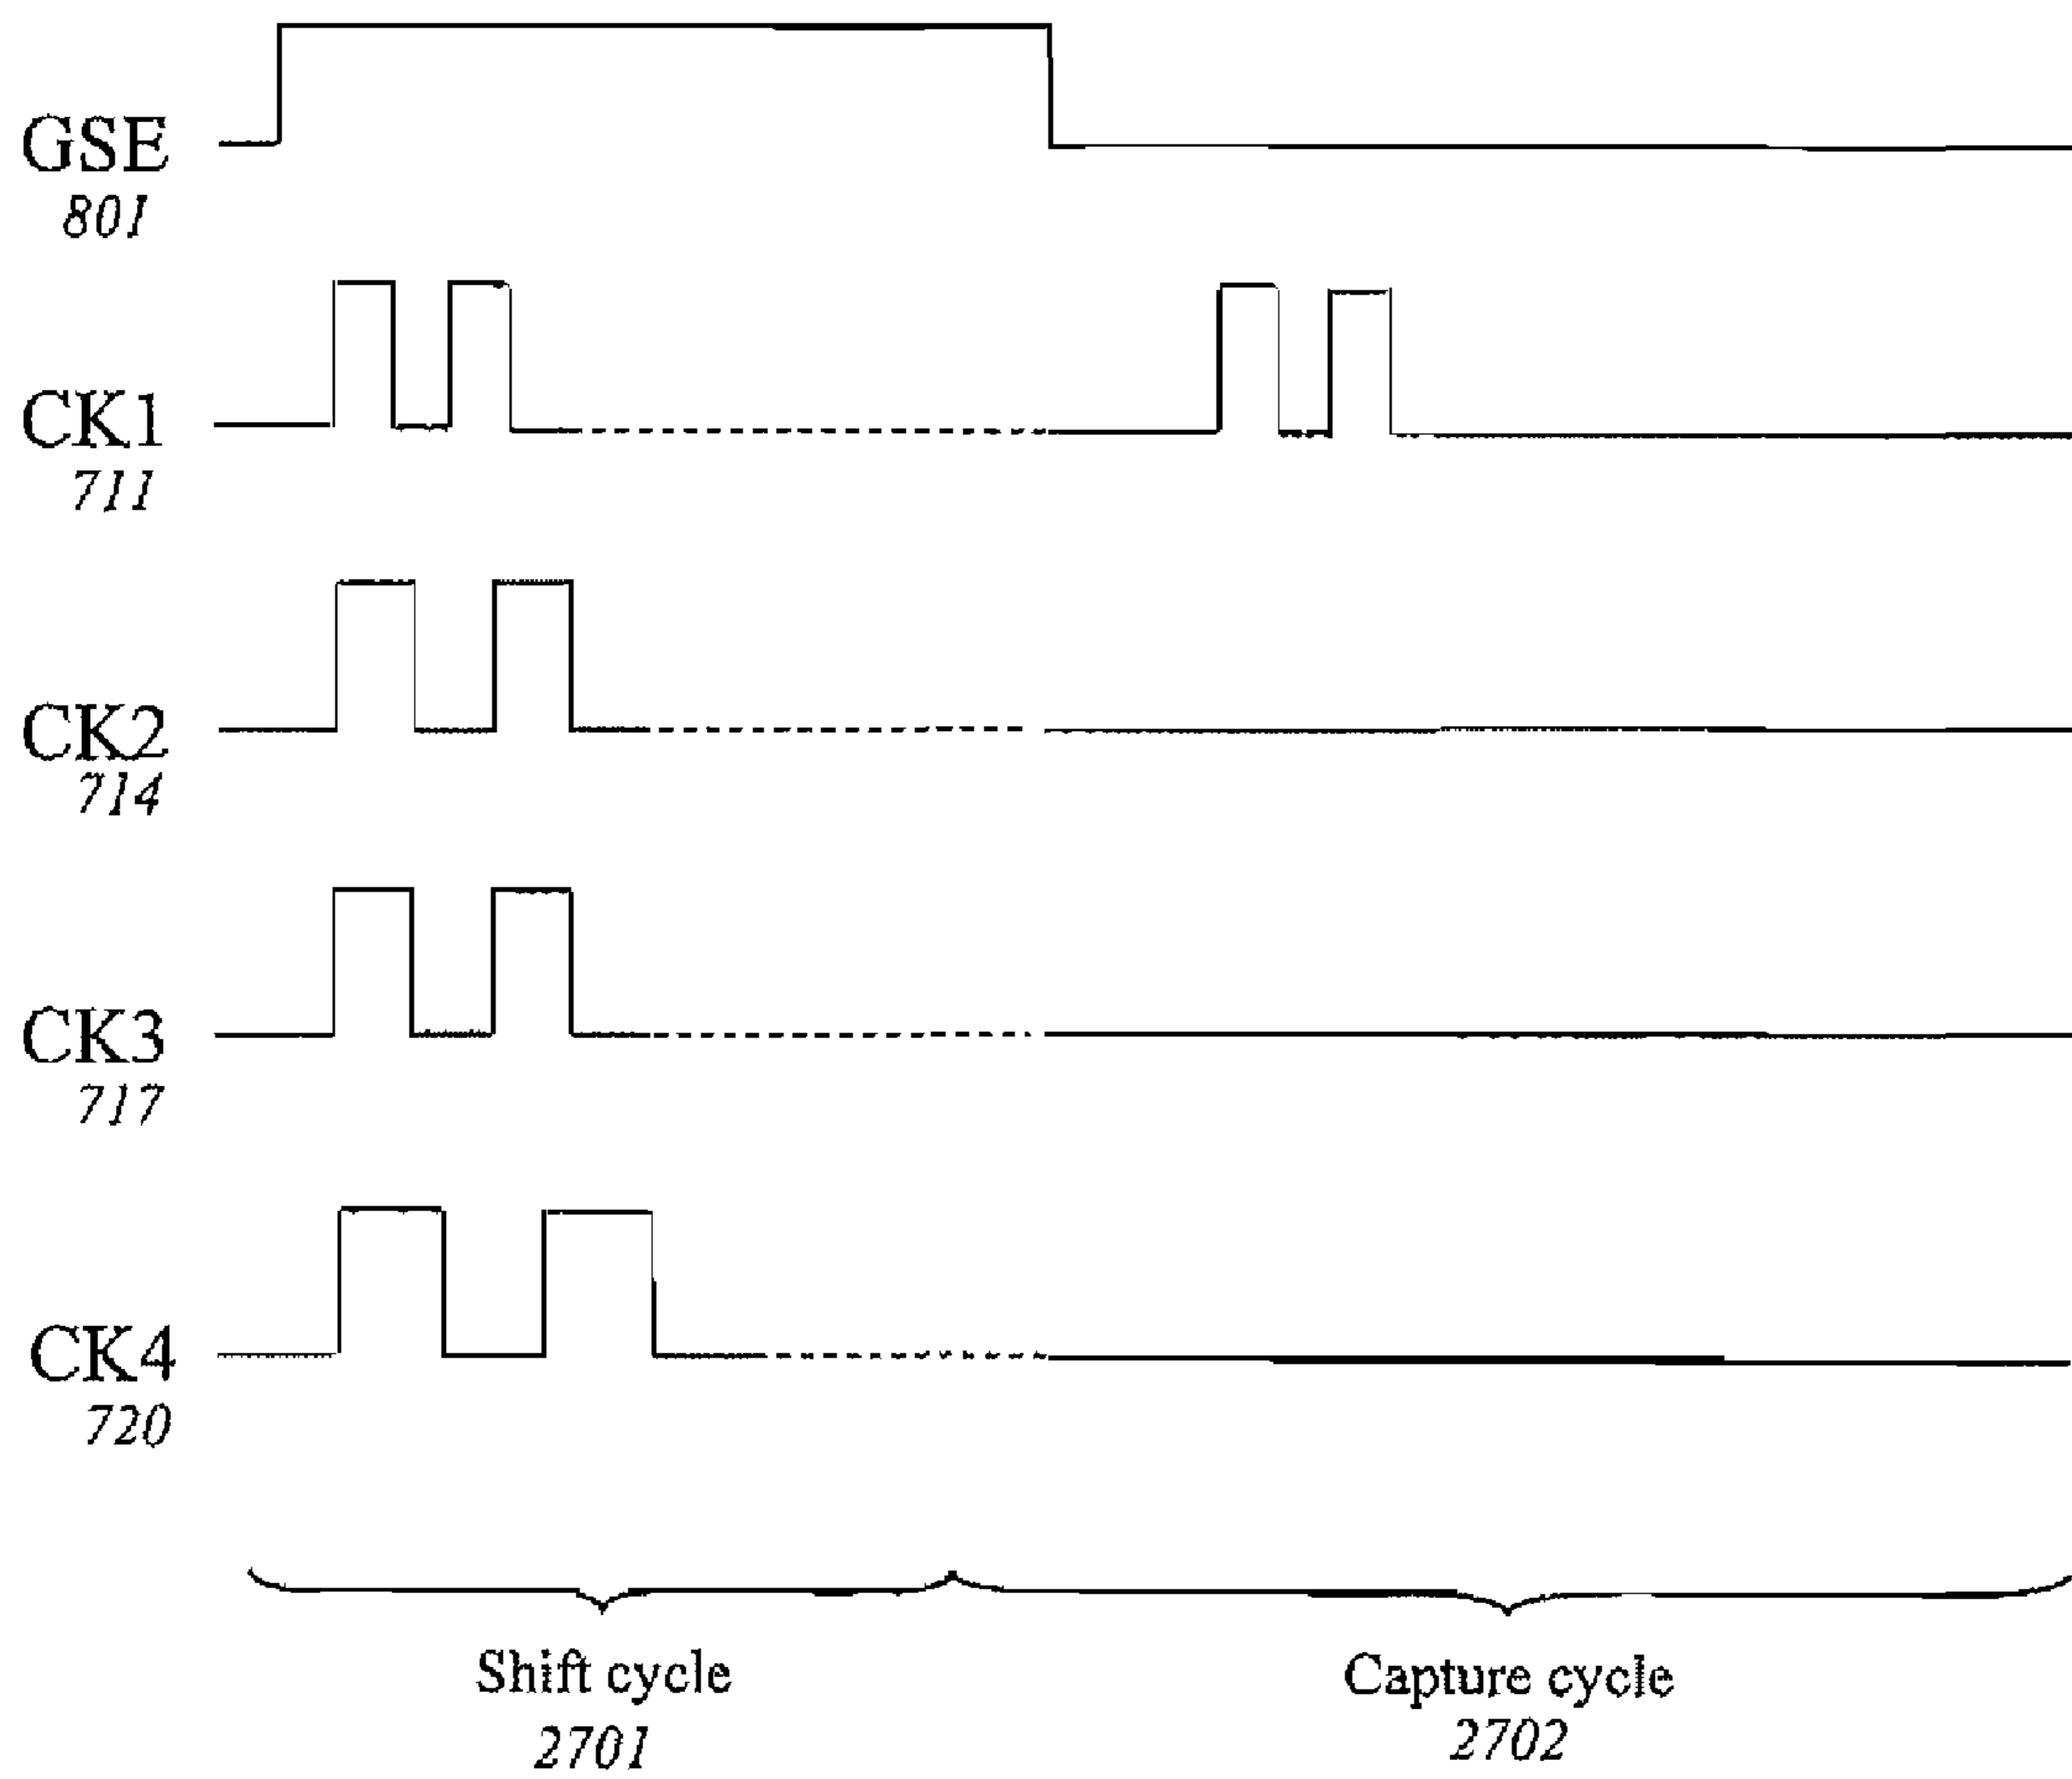 GSE
801
CK1
711
CK2
714
CK3
717
CK4
720
Shift cycle
2701
Capture cycle
2702